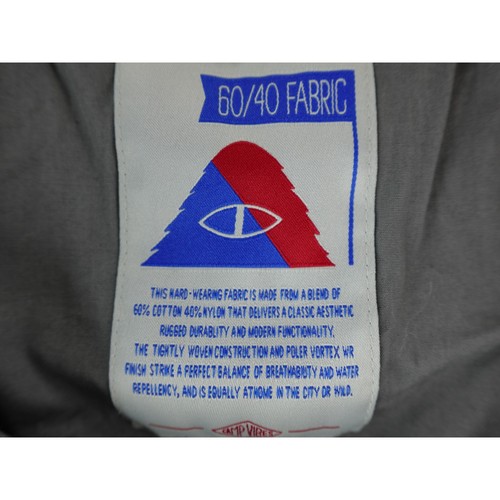 60/40 FABRIC
THIS HARD-WEARING FABRIC IS MADE FROM A BLEND OF
60% COTTON 40% NYLON THAT DELIVERS A CLASSIC AESTHETIC
RUGGED DURABLITY AND MODERN FUNCTIONALITY.
THE TIGHTLY WOVEN CONSTRUCTION AND POLER VORTEX WR
FINISH STRIKE A PERFECT BALANCE OF BREATHABILITY AND WATER
REPELLENCY, AND IS EQUALLY ATHOME IN THE CITY OR WILD.